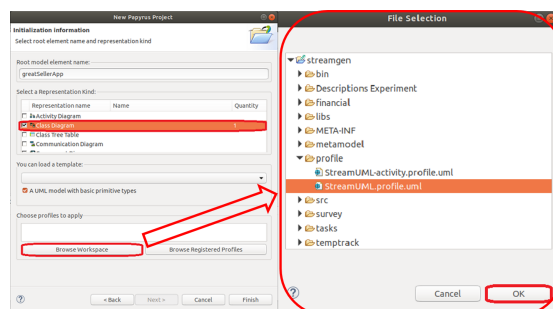 New Papyrus Project
Initialization information
Select root element name and representation kind
Root model element name:
greatSellerApp
Select a Representation Kind:
Representation name Name Quantity
Activity Diagram
Class Diagram 1
Class Tree Table
Communication Diagram
You can load a template:
A UML model with basic primitive types
Choose profiles to apply
Browse Workspace Browse Registered Profiles
< Back Next > Cancel Finish
File Selection
streamgen
bin
Descriptions Experiment
financial
libs
META-INF
metamodel
profile
StreamUML-activity.profile.uml
StreamUML.profile.uml
src
survey
tasks
temptrack
Cancel OK